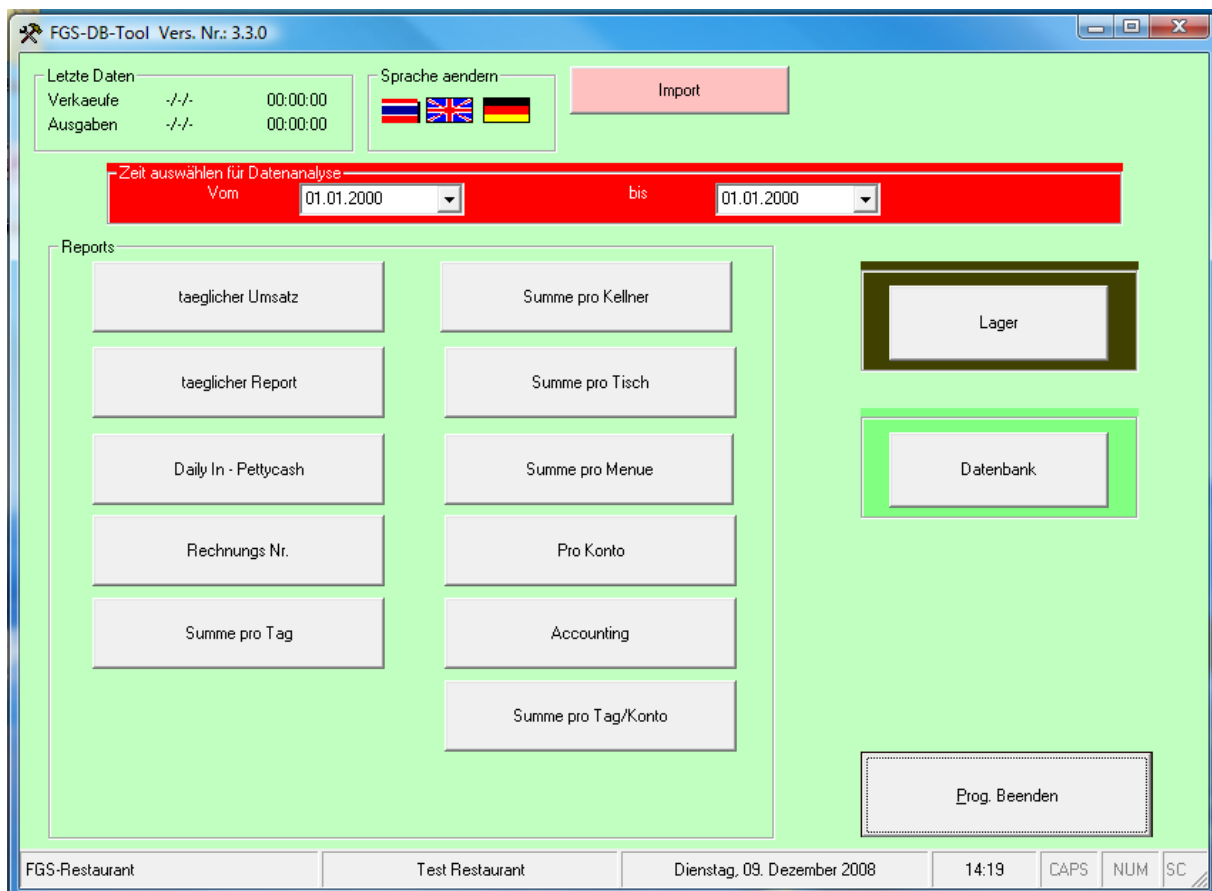 FGS-DB-Tool Vers. Nr.: 3.3.0
Letzte Daten
Verkaeufe -/-/- 00:00:00
Ausgaben -/-/- 00:00:00
Sprache aendern
Import
Zeit auswählen für Datenanalyse
Vom 01.01.2000 bis 01.01.2000
Reports
taeglicher Umsatz
Summe pro Kellner
taeglicher Report
Summe pro Tisch
Daily In - Pettycash
Summe pro Menue
Rechnungs Nr.
Pro Konto
Summe pro Tag
Accounting
Summe pro Tag/Konto
Lager
Datenbank
Prog. Beenden
FGS-Restaurant Test Restaurant Dienstag, 09. Dezember 2008 14:19 CAPS NUM SC